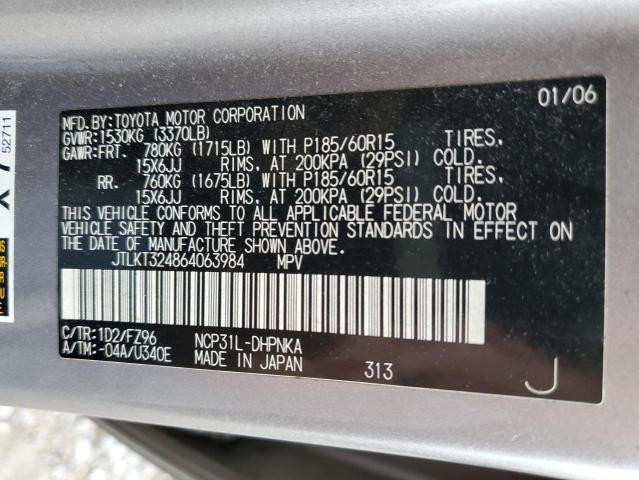 01/06
MFD.BY:TOYOTA MOTOR CORPORATION
GVWR:1530KG (3370LB)
GAWR:FRT. 780KG (1715LB) WITH P185/60R15 TIRES,
15X6JJ RIMS, AT 200KPA (29PSI) COLD.
RR. 760KG (1675LB) WITH P185/60R15 TIRES,
15X6JJ RIMS, AT 200KPA (29PSI) COLD.
THIS VEHICLE CONFORMS TO ALL APPLICABLE FEDERAL MOTOR
VEHICLE SAFETY AND THEFT PREVENTION STANDARDS IN EFFECT ON
THE DATE OF MANUFACTURE SHOWN ABOVE.
JTLKT324864063984 MPV
C/TR:1D2/FZ96 NCP31L-DHPNKA
A/TM:-04A/U340E MADE IN JAPAN 313 J
52711